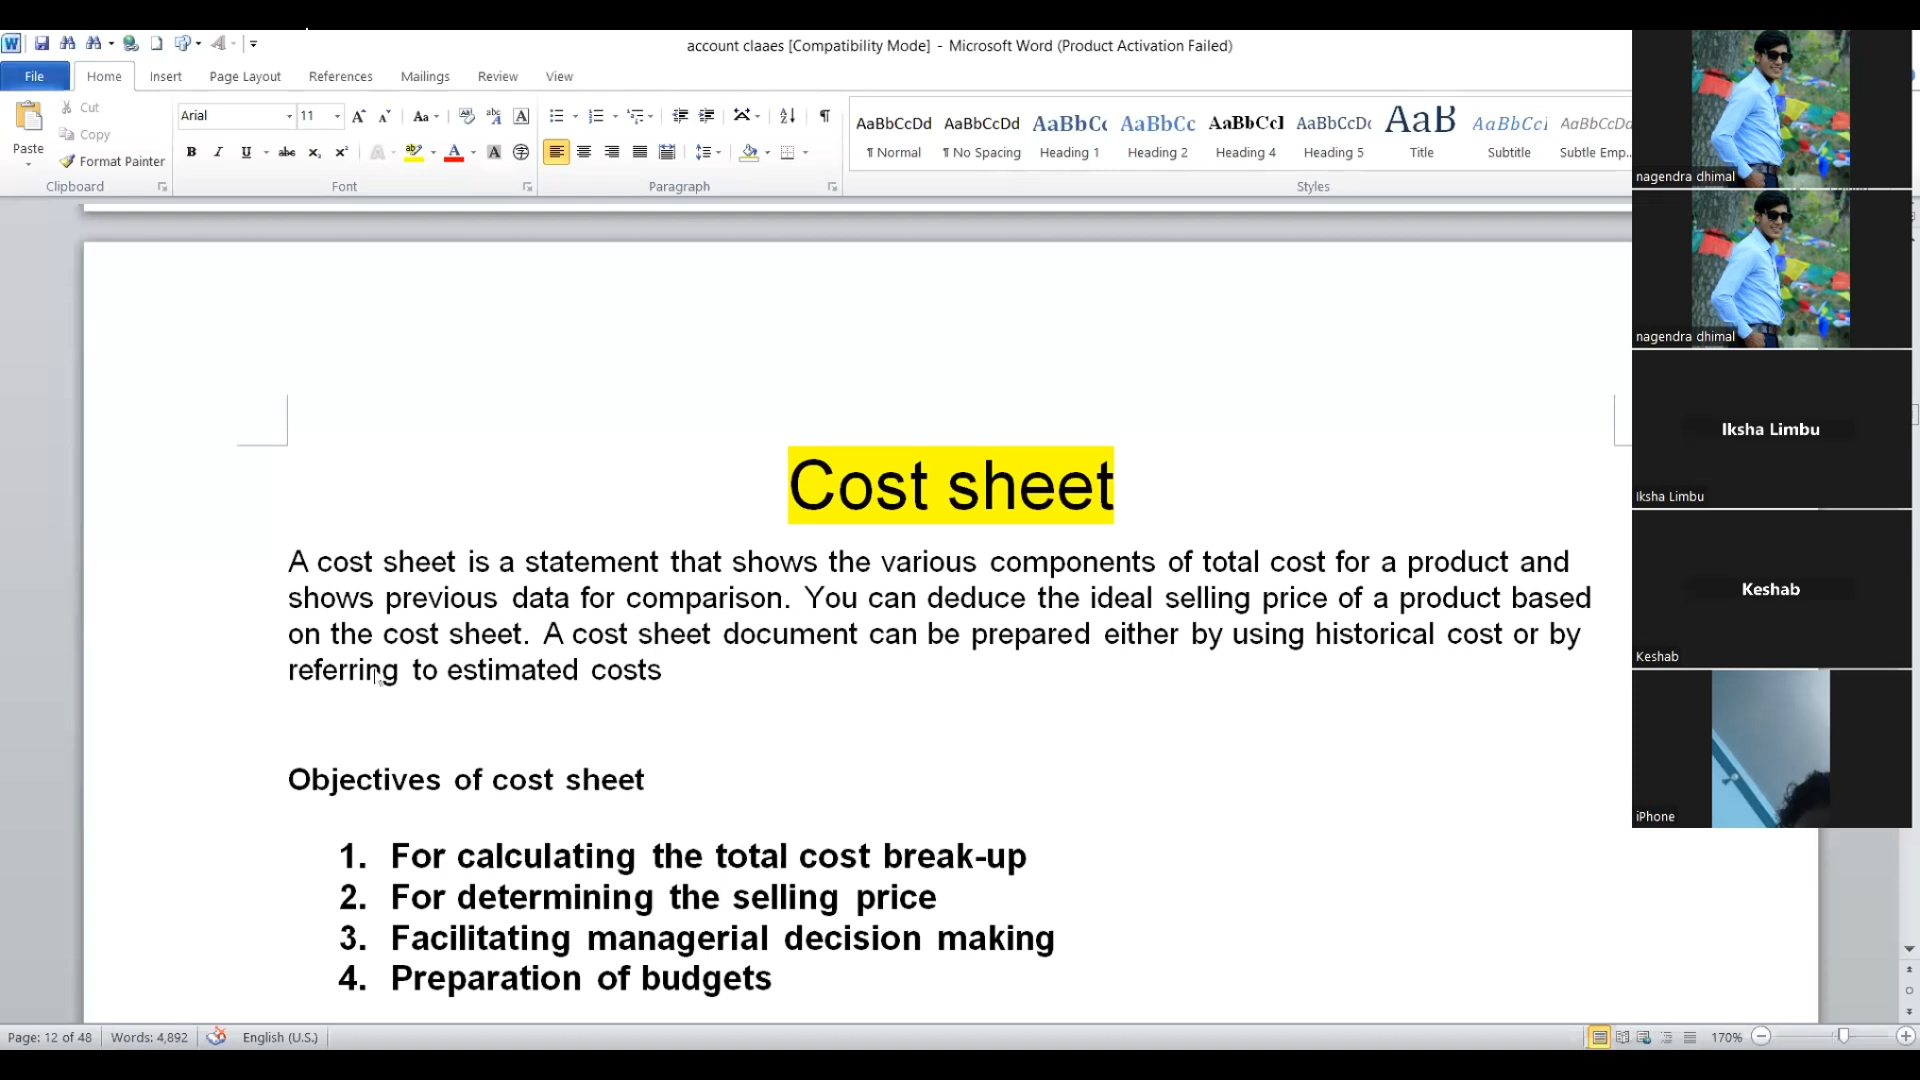 account claaes [Compatibility Mode] - Microsoft Word (Product Activation Failed)
File Home Insert Page Layout References Mailings Review View
Paste
Cut
Copy
Format Painter
Clipboard
Arial 11
Font
Paragraph
AaBbCcDd AaBbCcDd AaBbCc AaBbCc AaBbCcI AaBbCcDc AaB AaBbCcI AaBbCcDd
¶ Normal ¶ No Spacing Heading 1 Heading 2 Heading 4 Heading 5 Title Subtitle Subtle Emp...
Styles
nagendra dhimal
nagendra dhimal
Iksha Limbu
Iksha Limbu
Keshab
Keshab
iPhone
Cost sheet
A cost sheet is a statement that shows the various components of total cost for a product and
shows previous data for comparison. You can deduce the ideal selling price of a product based
on the cost sheet. A cost sheet document can be prepared either by using historical cost or by
referring to estimated costs
Objectives of cost sheet
1. For calculating the total cost break-up
2. For determining the selling price
3. Facilitating managerial decision making
4. Preparation of budgets
Page: 12 of 48 Words: 4,892 English (U.S.) 170%